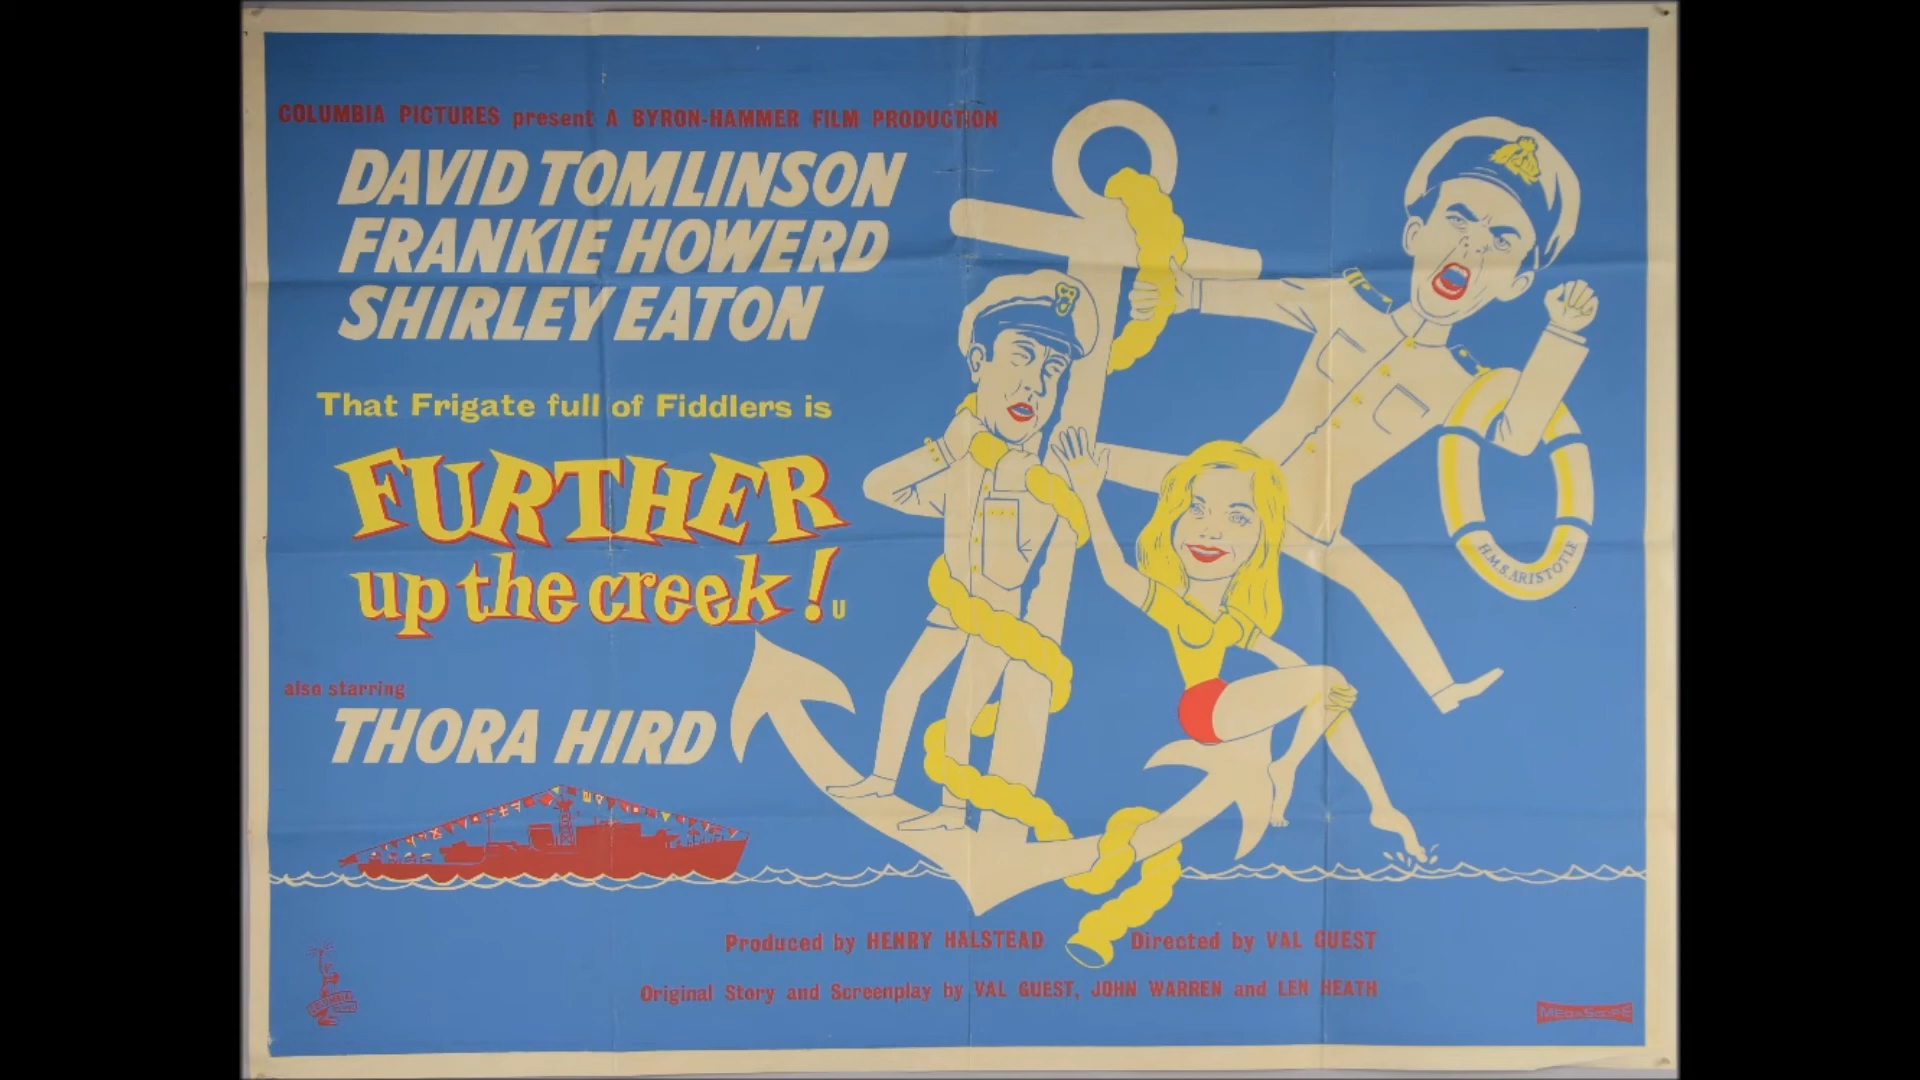 COLUMBIA PICTURES present A BYRON-HAMMER FILM PRODUCTION
DAVID TOMLINSON
FRANKIE HOWERD
SHIRLEY EATON
That Frigate full of Fiddlers is
FURTHER
up the creek! U
also starring
THORA HIRD
H.M.S. ARISTOTLE
Produced by HENRY HALSTEAD Directed by VAL GUEST
Original Story and Screenplay by VAL GUEST, JOHN WARREN and LEN HEATH
MEGASCOPE